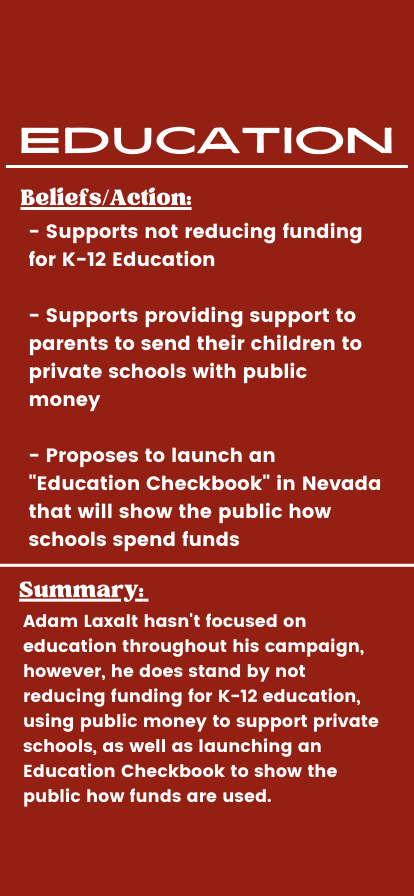 EDUCATION
Beliefs/Action:
- Supports not reducing funding
for K-12 Education
- Supports providing support to
parents to send their children to
private schools with public
money
- Proposes to launch an
"Education Checkbook" in Nevada
that will show the public how
schools spend funds
Summary:
Adam Laxalt hasn't focused on
education throughout his campaign,
however, he does stand by not
reducing funding for K-12 education,
using public money to support private
schools, as well as launching an
Education Checkbook to show the
public how funds are used.